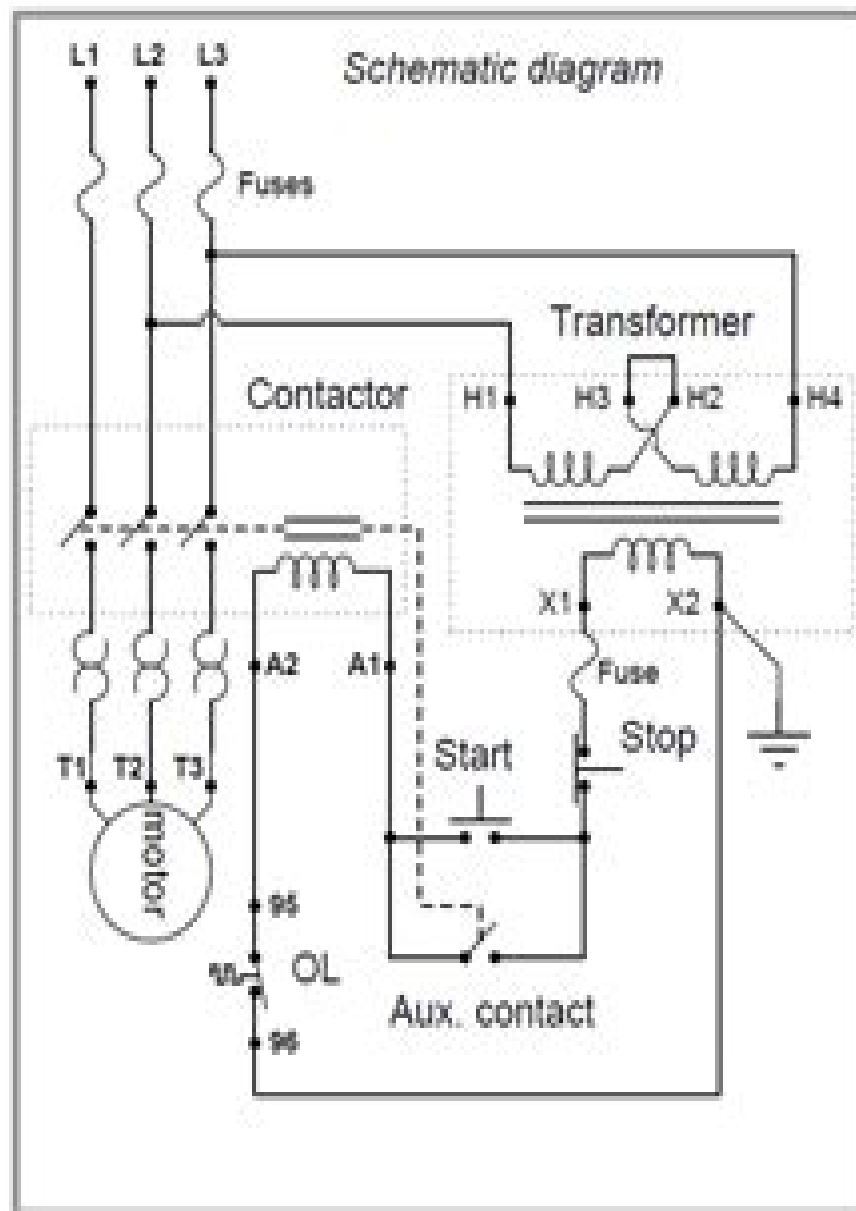 L1 L2 L3 Schematic diagram
Fuses
Transformer
Contactor H1 H3 H2 H4
X1 X2
A2 A1 Fuse
Start Stop
T1 T2 T3
motor
95
OL
Aux. contact
96